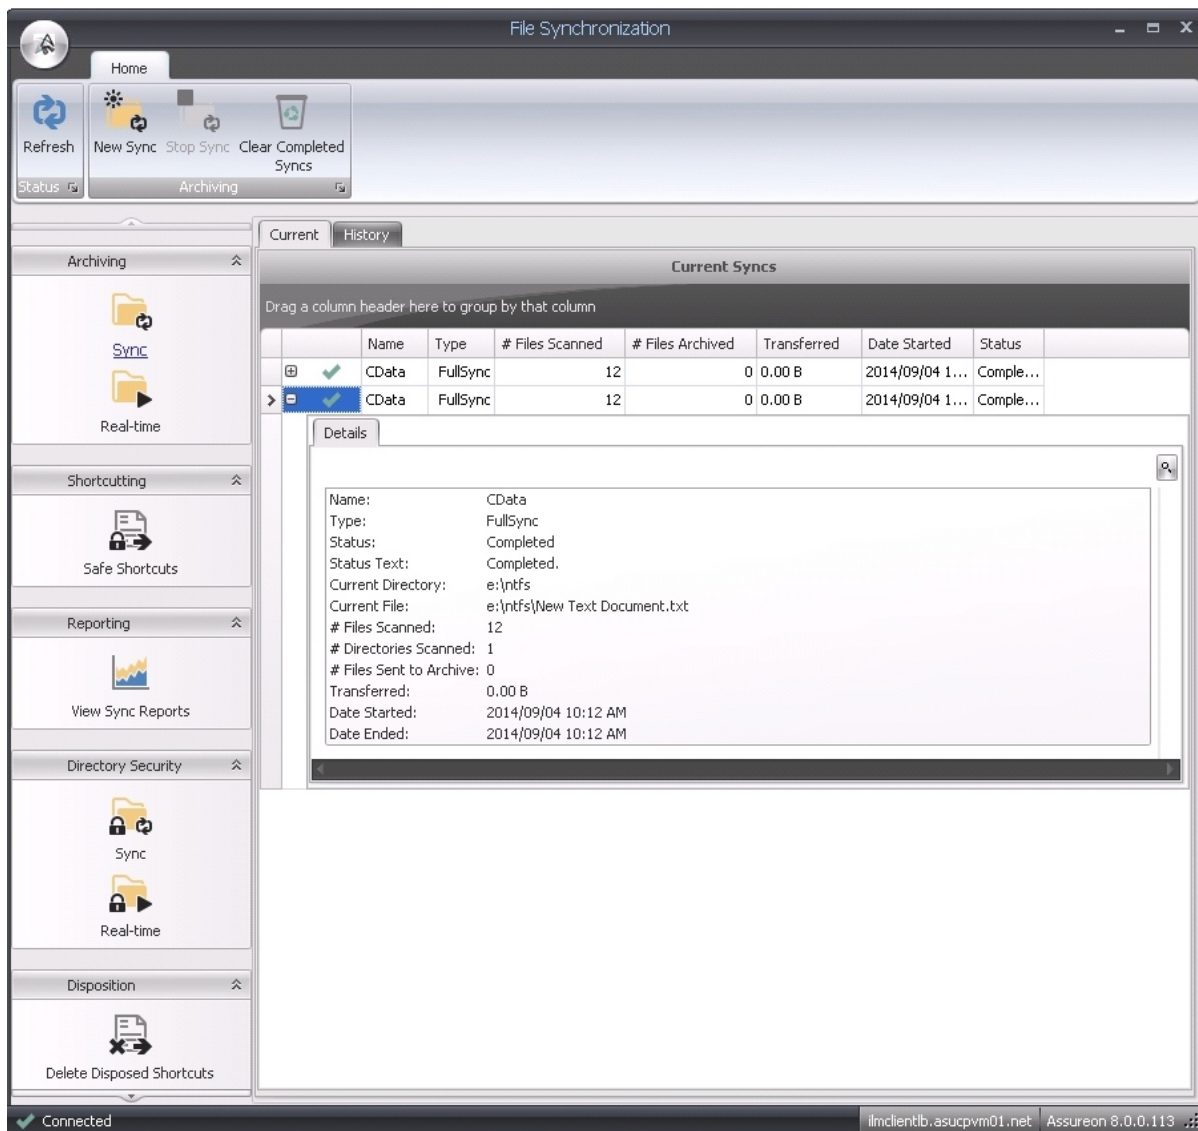 File Synchronization
Home
Refresh
New Sync
Stop Sync
Clear Completed
Syncs
Status
Archiving
Archiving
Sync
Real-time
Shortcutting
Safe Shortcuts
Reporting
View Sync Reports
Directory Security
Sync
Real-time
Disposition
Delete Disposed Shortcuts
Current History
Current Syncs
Drag a column header here to group by that column
Name Type # Files Scanned # Files Archived Transferred Date Started Status
CData FullSync 12 0 0.00 B 2014/09/04 1... Comple...
CData FullSync 12 0 0.00 B 2014/09/04 1... Comple...
Details
Name: CData
Type: FullSync
Status: Completed
Status Text: Completed.
Current Directory: e:\ntfs
Current File: e:\ntfs\New Text Document.txt
# Files Scanned: 12
# Directories Scanned: 1
# Files Sent to Archive: 0
Transferred: 0.00 B
Date Started: 2014/09/04 10:12 AM
Date Ended: 2014/09/04 10:12 AM
Connected
ilmclientlb.asucpvm01.net Assureon 8.0.0.113